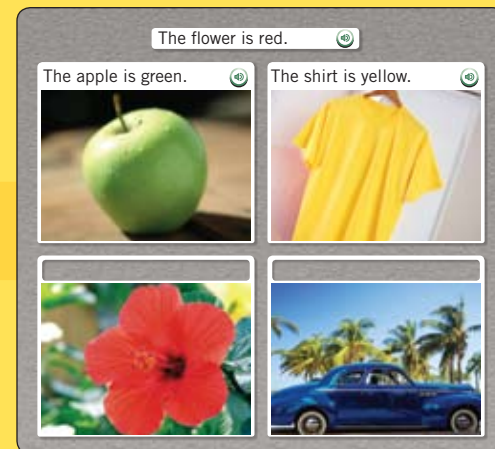 The flower is red.
The apple is green.
The shirt is yellow.